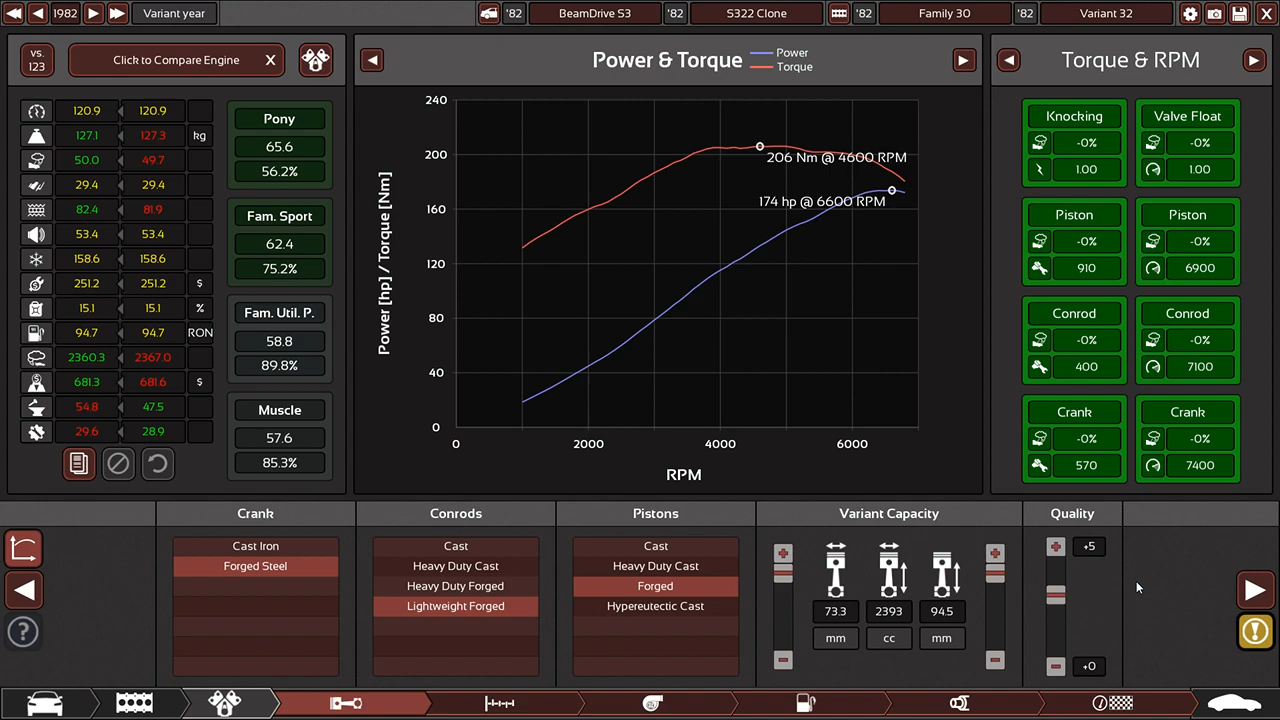 1982
Variant year
'82
BeamDrive S3
'82
S322 Clone
'82
Family 30
'82
Variant 32
vs.
123
Click to Compare Engine
X
Power & Torque
Power
Torque
Torque & RPM
120.9 120.9
127.1 127.3 kg
50.0 49.7
29.4 29.4
82.4 81.9
53.4 53.4
158.6 158.6
251.2 251.2 $
15.1 15.1 %
94.7 94.7 RON
2360.3 2367.0
681.3 681.6 $
54.8 47.5
29.6 28.9
Pony
65.6
56.2%
Fam. Sport
62.4
75.2%
Fam. Util. P.
58.8
89.8%
Muscle
57.6
85.3%
Power [hp] / Torque [Nm]
240
200
160
120
80
40
0
0 2000 4000 6000
RPM
206 Nm @ 4600 RPM
174 hp @ 6600 RPM
Knocking
-0%
1.00
Valve Float
-0%
1.00
Piston
-0%
910
Piston
-0%
6900
Conrod
-0%
400
Conrod
-0%
7100
Crank
-0%
570
Crank
-0%
7400
Crank
Cast Iron
Forged Steel
Conrods
Cast
Heavy Duty Cast
Heavy Duty Forged
Lightweight Forged
Pistons
Cast
Heavy Duty Cast
Forged
Hypereutectic Cast
Variant Capacity
73.3 2393 94.5
mm cc mm
Quality
+5
+0
?